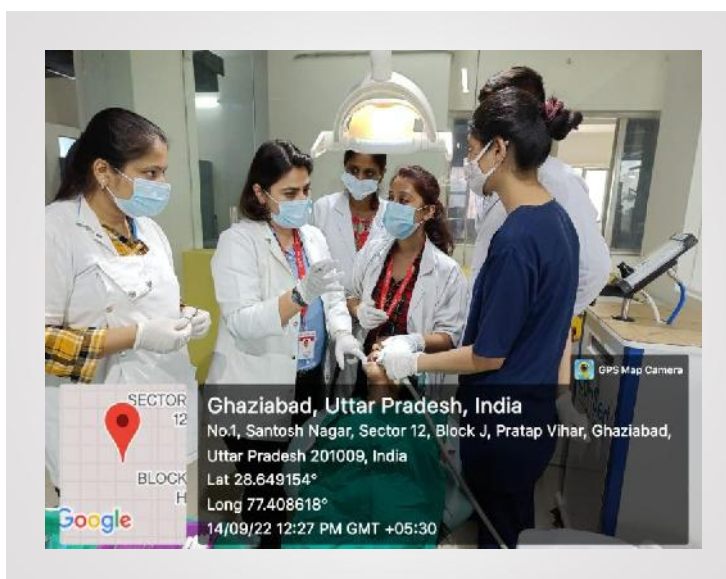 GPS Map Camera
SECTOR
12
BLOCK
H
Google
Ghaziabad, Uttar Pradesh, India
No.1, Santosh Nagar, Sector 12, Block J, Pratap Vihar, Ghaziabad,
Uttar Pradesh 201009, India
Lat 28.649154°
Long 77.408618°
14/09/22 12:27 PM GMT +05:30